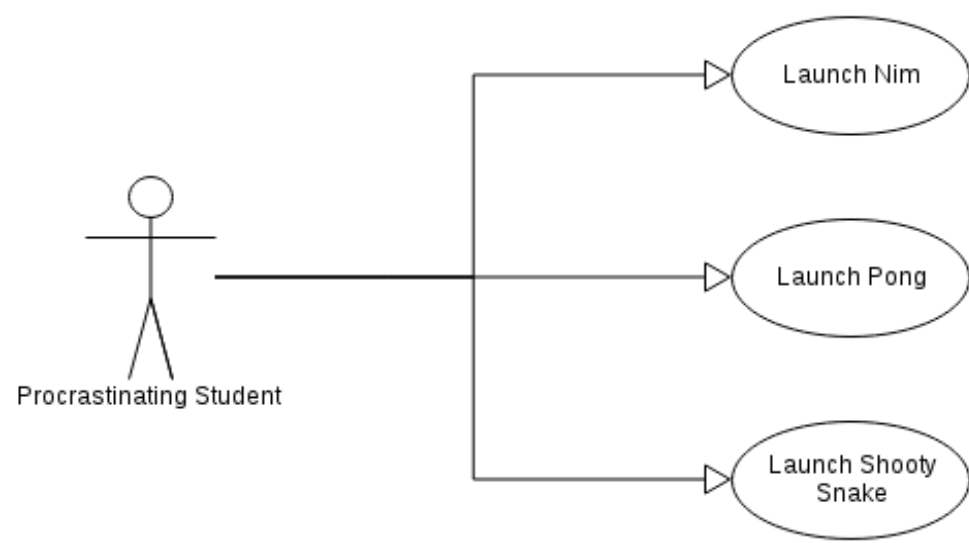 Launch Nim
Launch Pong
Procrastinating Student
Launch Shooty
Snake